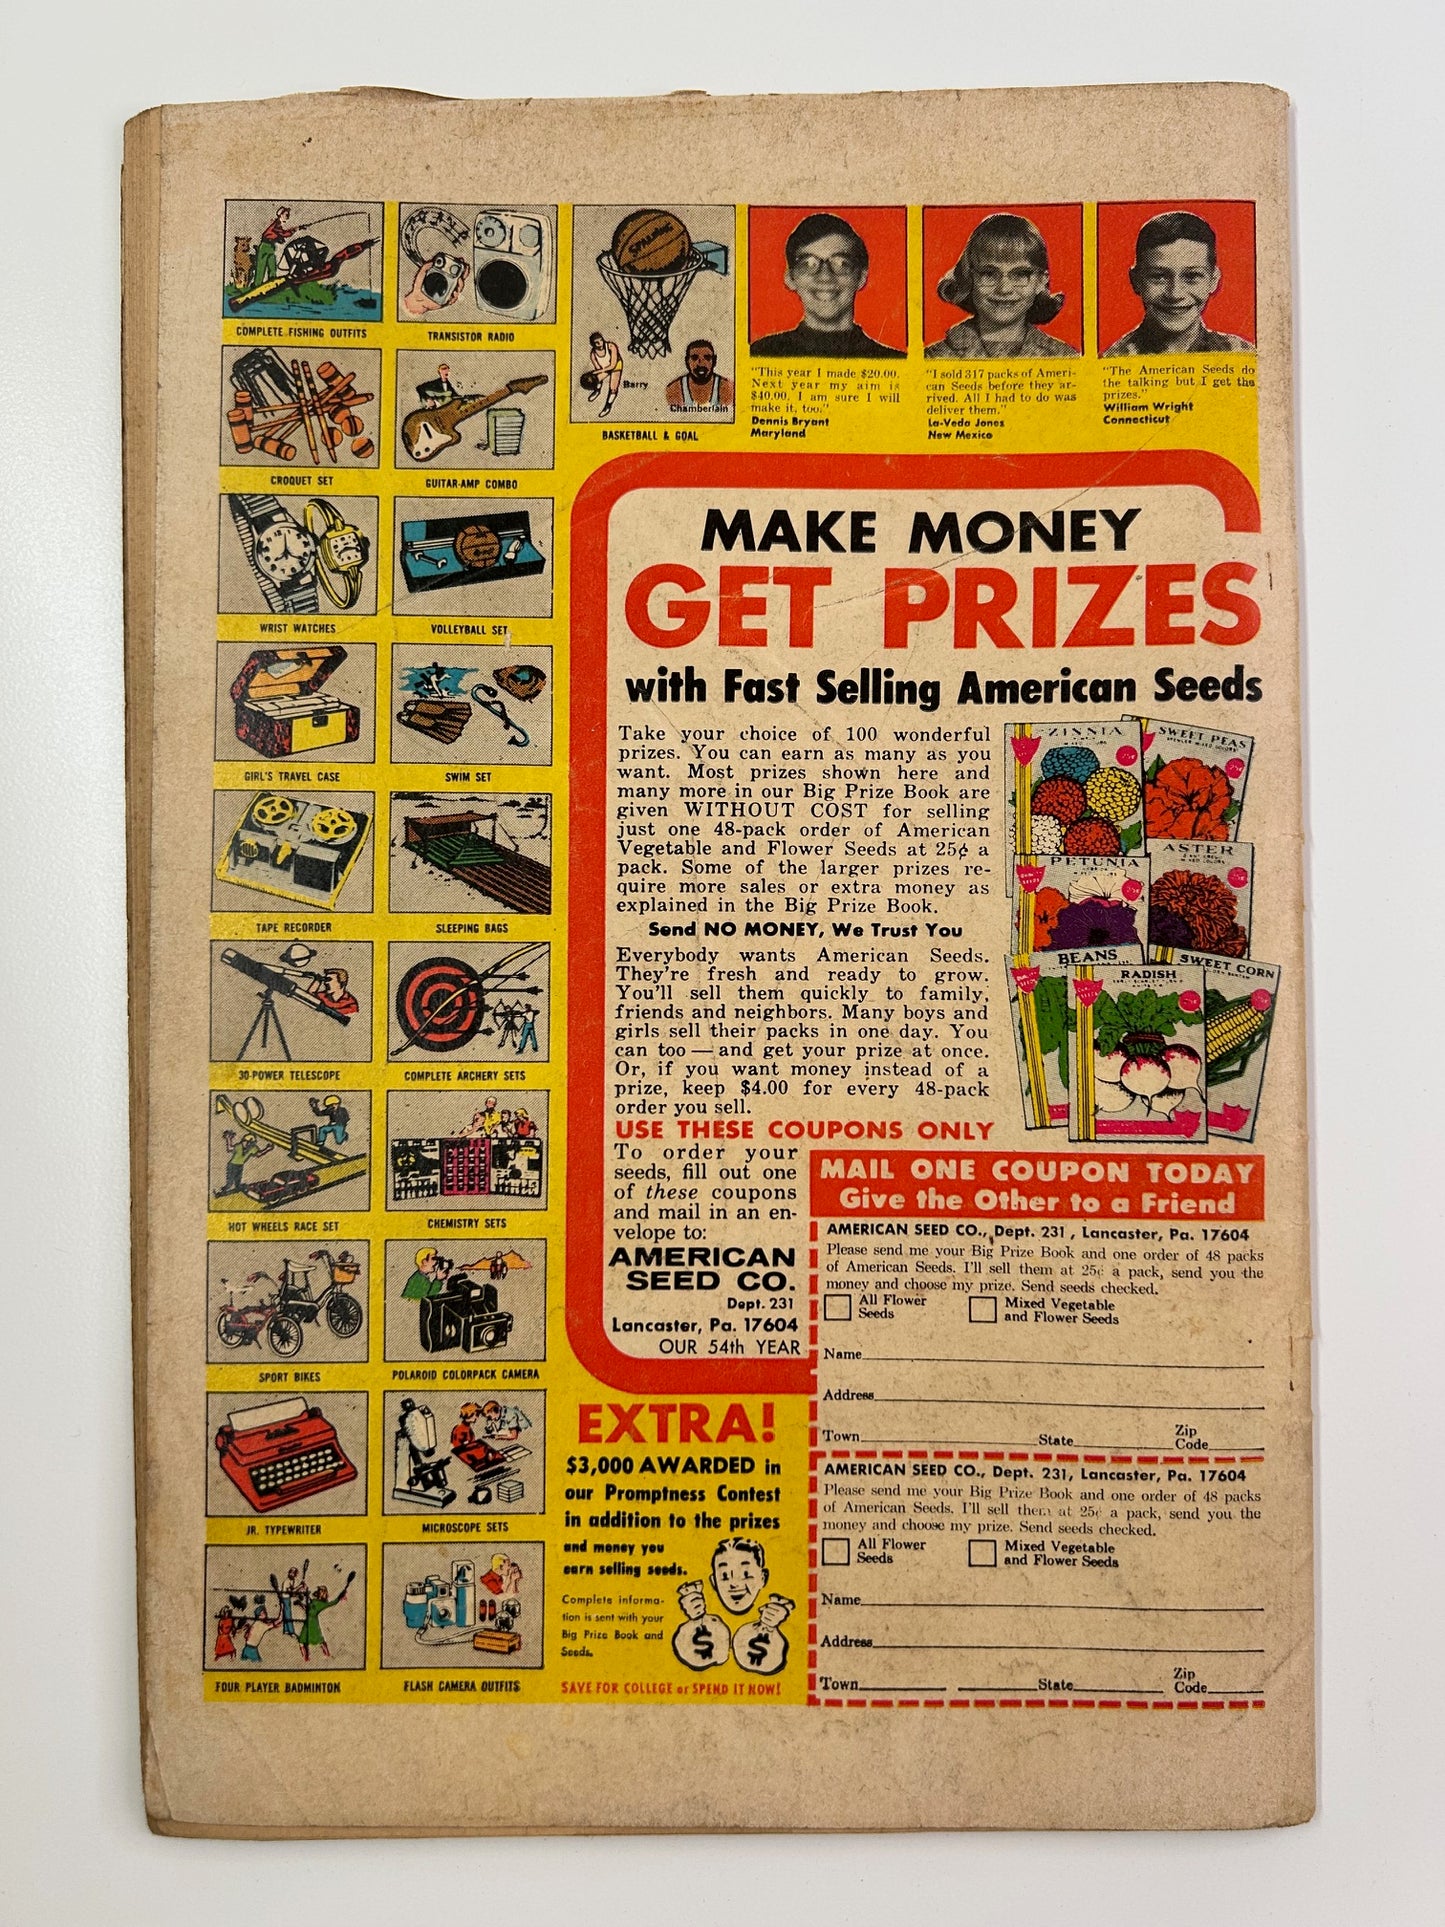 COMPLETE FISHING OUTFITS
TRANSISTOR RADIO
CROQUET SET
GUITAR-AMP COMBO
WRIST WATCHES
VOLLEYBALL SET
GIRL'S TRAVEL CASE
SWIM SET
TAPE RECORDER
SLEEPING BAGS
30-POWER TELESCOPE
COMPLETE ARCHERY SETS
HOT WHEELS RACE SET
CHEMISTRY SETS
SPORT BIKES
POLAROID COLORPACK CAMERA
JR. TYPEWRITER
MICROSCOPE SETS
FOUR PLAYER BADMINTON
FLASH CAMERA OUTFITS
SPALDING
Barry
Chamberlain
BASKETBALL & GOAL
"This year I made $20.00.
Next year my aim is
$40.00. I am sure I will
make it, too."
Dennis Bryant
Maryland
"I sold 317 packs of Ameri-
can Seeds before they ar-
rived. All I had to do was
deliver them."
La-Veda Jones
New Mexico
"The American Seeds do
the talking but I get the
prizes."
William Wright
Connecticut
MAKE MONEY
GET PRIZES
with Fast Selling American Seeds
Take your choice of 100 wonderful
prizes. You can earn as many as you
want. Most prizes shown here and
many more in our Big Prize Book are
given WITHOUT COST for selling
just one 48-pack order of American
Vegetable and Flower Seeds at 25¢ a
pack. Some of the larger prizes re-
quire more sales or extra money as
explained in the Big Prize Book.
Send NO MONEY, We Trust You
Everybody wants American Seeds.
They're fresh and ready to grow.
You'll sell them quickly to family,
friends and neighbors. Many boys and
girls sell their packs in one day. You
can too — and get your prize at once.
Or, if you want money instead of a
prize, keep $4.00 for every 48-pack
order you sell.
USE THESE COUPONS ONLY
To order your
seeds, fill out one
of these coupons
and mail in an en-
velope to:
AMERICAN
SEED CO.
Dept. 231
Lancaster, Pa. 17604
OUR 54th YEAR
ZINNIA
SWEET PEAS
PETUNIA
ASTER
BEANS
RADISH
SWEET CORN
MAIL ONE COUPON TODAY
Give the Other to a Friend
AMERICAN SEED CO., Dept. 231, Lancaster, Pa. 17604
Please send me your Big Prize Book and one order of 48 packs
of American Seeds. I'll sell them at 25¢ a pack, send you the
money and choose my prize. Send seeds checked.
All Flower
Seeds
Mixed Vegetable
and Flower Seeds
Name
Address
Town State Zip
Code
AMERICAN SEED CO., Dept. 231, Lancaster, Pa. 17604
Please send me your Big Prize Book and one order of 48 packs
of American Seeds. I'll sell them at 25¢ a pack, send you the
money and choose my prize. Send seeds checked.
All Flower
Seeds
Mixed Vegetable
and Flower Seeds
Name
Address
Town State Zip
Code
EXTRA!
$3,000 AWARDED in
our Promptness Contest
in addition to the prizes
and money you
earn selling seeds.
Complete informa-
tion is sent with your
Big Prize Book and
Seeds.
$ $
SAVE FOR COLLEGE or SPEND IT NOW!